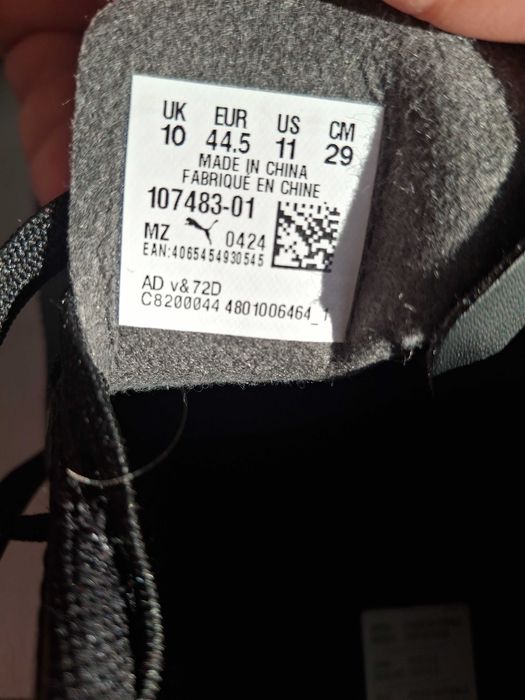 UK EUR US CM
10 44.5 11 29
MADE IN CHINA
FABRIQUÉ EN CHINE
107483-01
MZ 0424
EAN:4065454930545
AD v&72D
C8200044 4801006464_1